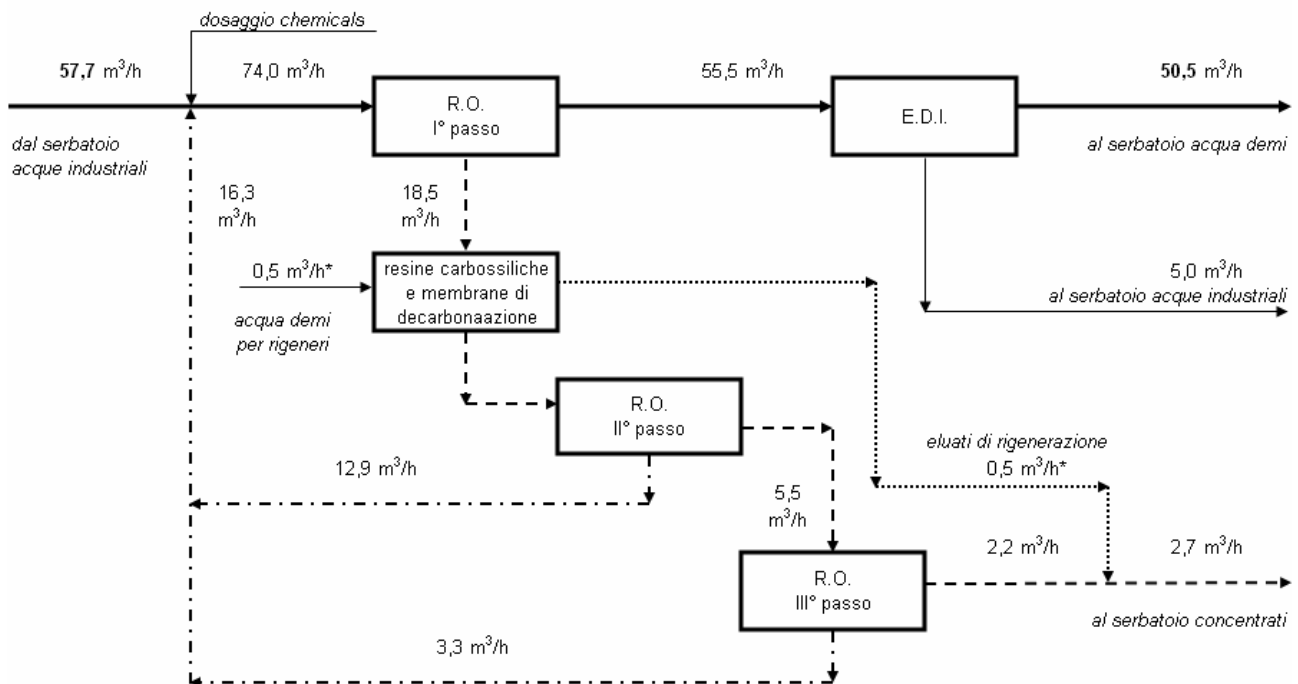 dosaggio chemicals
57,7 m³/h
74,0 m³/h
55,5 m³/h
50,5 m³/h
R.O.
I° passo
E.D.I.
dal serbatoio
acque industriali
al serbatoio acqua demi
16,3
m³/h
18,5
m³/h
0,5 m³/h*
resine carbossiliche
e membrane di
decarbonaazione
5,0 m³/h
al serbatoio acque industriali
acqua demi
per rigeneri
R.O.
II° passo
eluati di rigenerazione
0,5 m³/h*
12,9 m³/h
5,5
m³/h
2,2 m³/h
2,7 m³/h
R.O.
III° passo
al serbatoio concentrati
3,3 m³/h